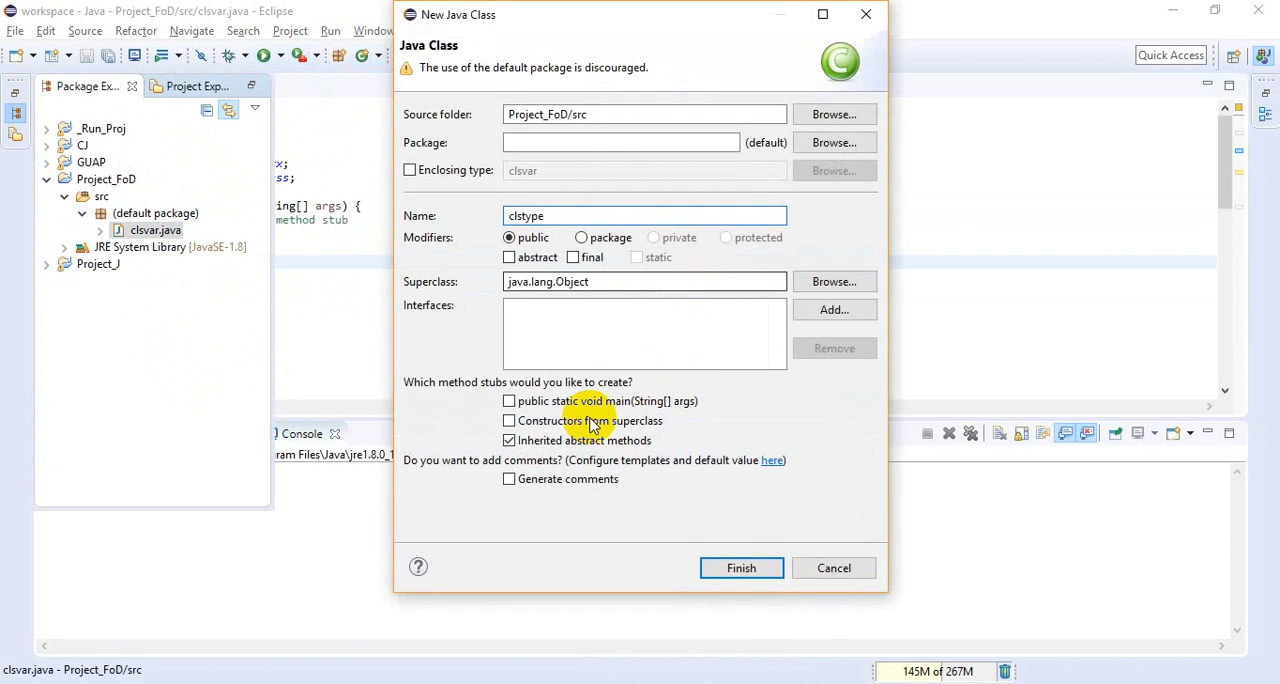 workspace - Java - Project_FoD/src/clsvar.java - Eclipse
File Edit Source Refactor Navigate Search Project Run Window
Quick Access
Package Ex... Project Exp...
_Run_Proj
CJ
GUAP
Project_FoD
src
(default package)
clsvar.java
JRE System Library [JavaSE-1.8]
Project_J
ing[] args) {
method stub
Console
ram Files\Java\jre1.8.0_1
New Java Class
Java Class
The use of the default package is discouraged.
Source folder: Project_FoD/src Browse...
Package: (default) Browse...
Enclosing type: clsvar Browse...
Name: clstype
Modifiers: public package private protected
abstract final static
Superclass: java.lang.Object Browse...
Interfaces: Add...
Remove
Which method stubs would you like to create?
public static void main(String[] args)
Constructors from superclass
Inherited abstract methods
Do you want to add comments? (Configure templates and default value here)
Generate comments
Finish Cancel
clsvar.java - Project_FoD/src
145M of 267M